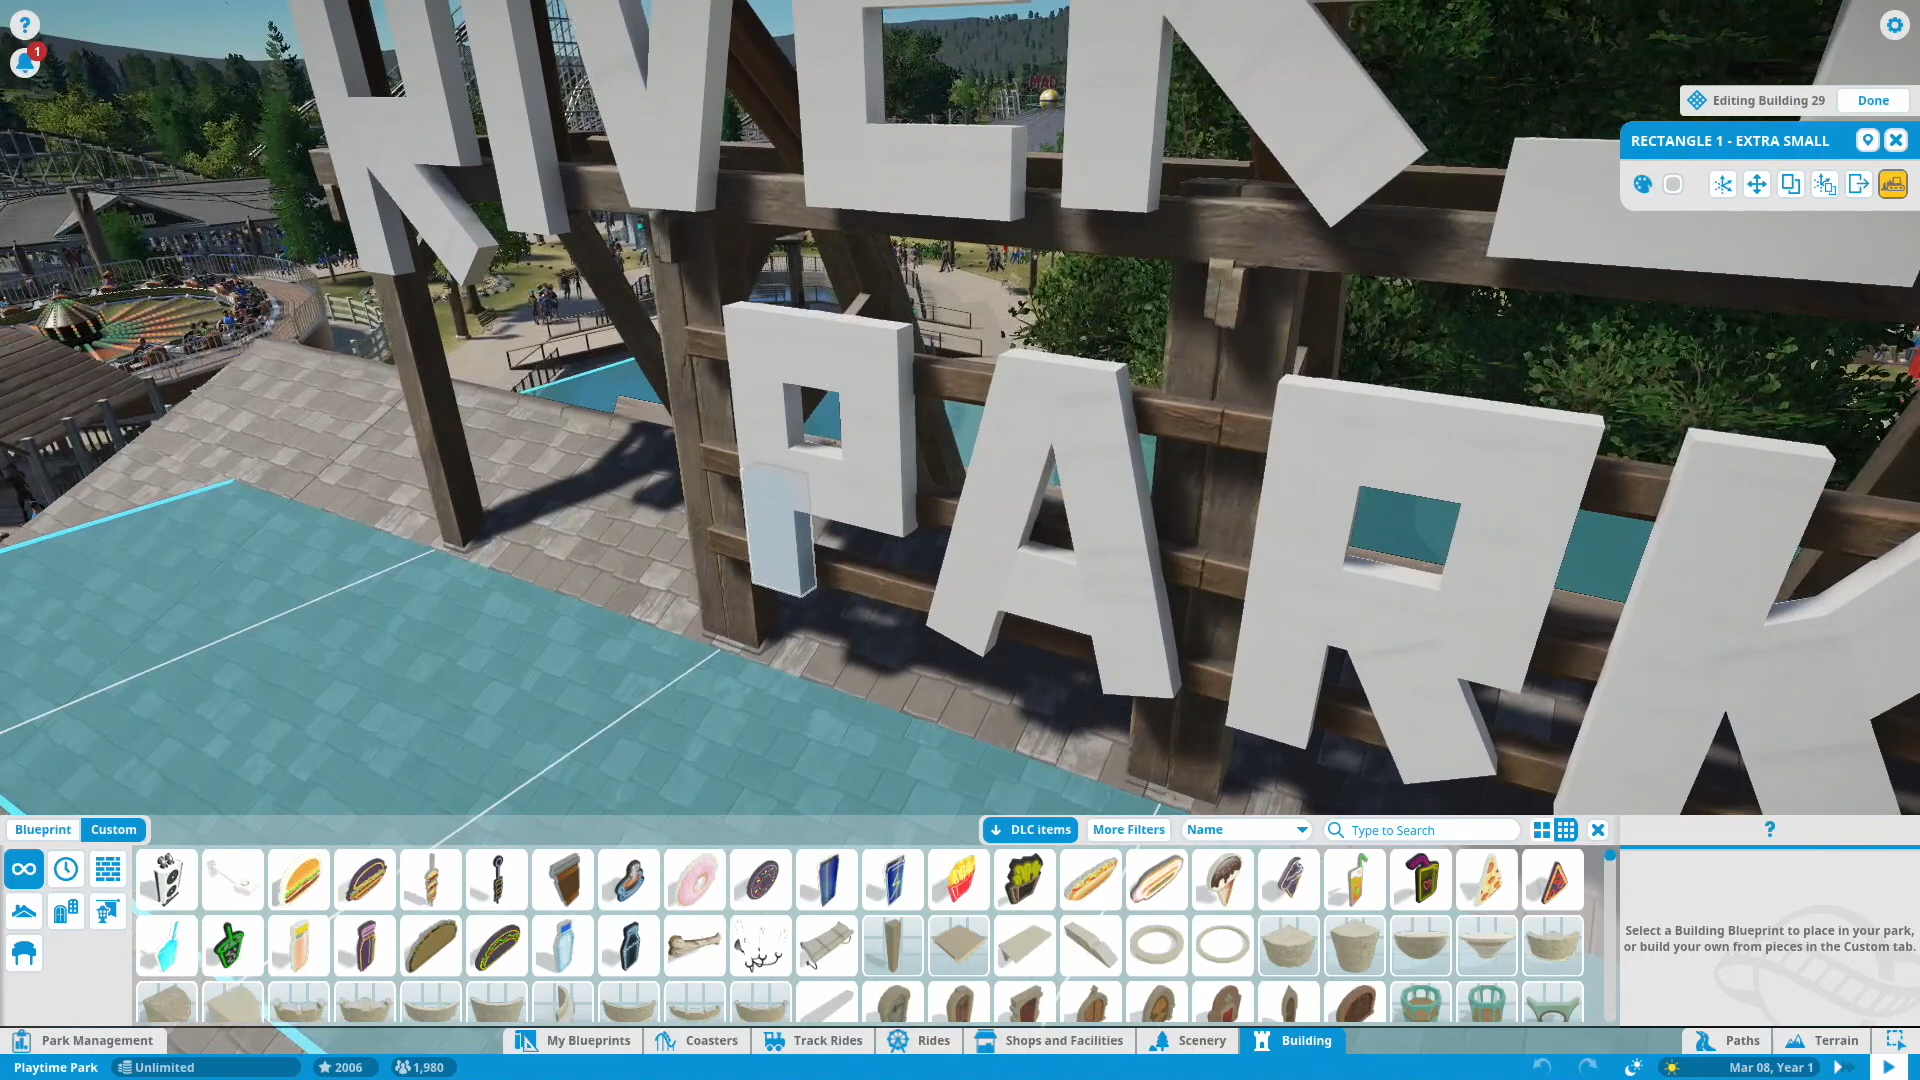 ?
1
RIVER
PARK
Editing Building 29
Done
RECTANGLE 1 - EXTRA SMALL
Blueprint
Custom
DLC items
More Filters
Name
Type to Search
?
Select a Building Blueprint to place in your park,
or build your own from pieces in the Custom tab.
Park Management
My Blueprints
Coasters
Track Rides
Rides
Shops and Facilities
Scenery
Building
Paths
Terrain
Playtime Park
Unlimited
2006
1,980
Mar 08, Year 1